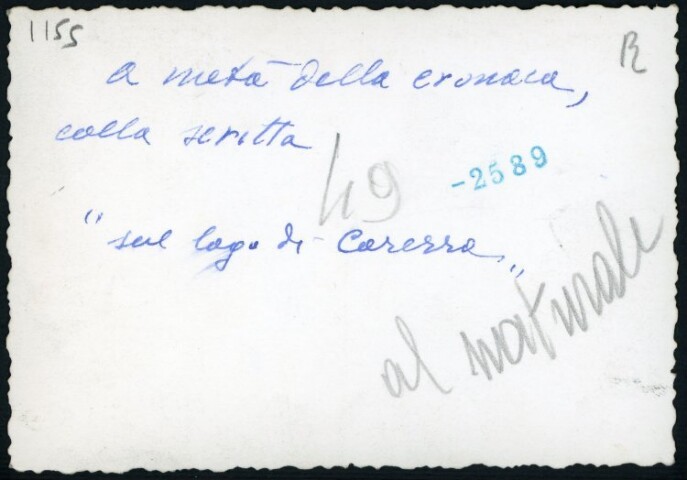 1155
R
a metà della cronaca,
colla scritta
49
-2589
" sul lago di Carezza "
al naturale